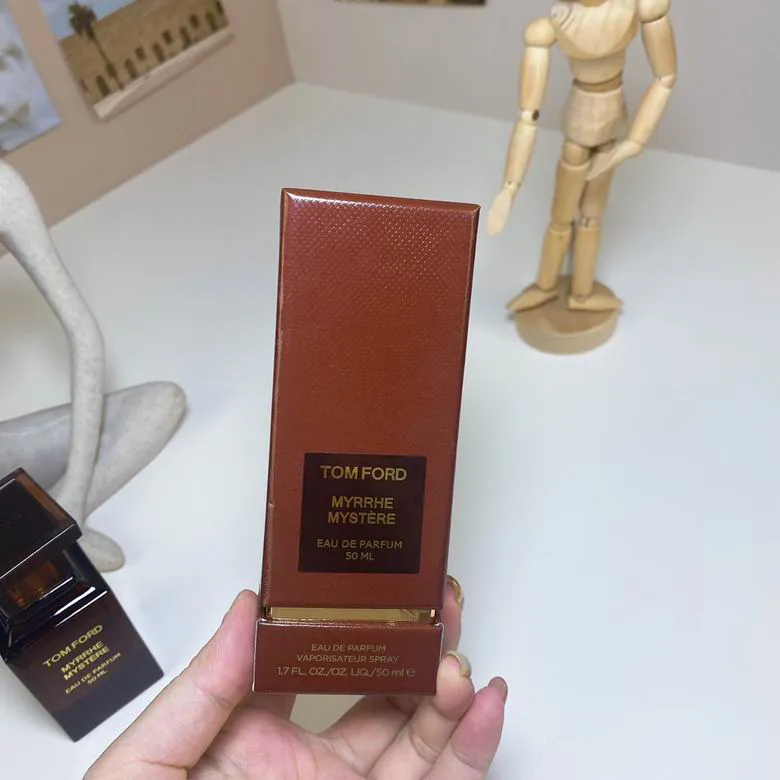 TOM FORD
MYRRHE
MYSTÈRE
EAU DE PARFUM
50 ML
EAU DE PARFUM
VAPORISATEUR SPRAY
1.7 FL. OZ./OZ. LIQ./50 ml e
TOM FORD
MYRRHE
MYSTÈRE
EAU DE PARFUM
50 ML